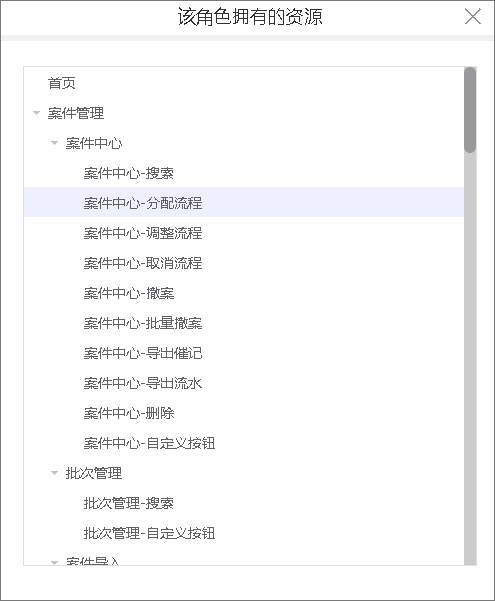 该角色拥有的资源
首页
案件管理
案件中心
案件中心-搜索
案件中心-分配流程
案件中心-调整流程
案件中心-取消流程
案件中心-撤案
案件中心-批量撤案
案件中心-导出催记
案件中心-导出流水
案件中心-删除
案件中心-自定义按钮
批次管理
批次管理-搜索
批次管理-自定义按钮
案件导入